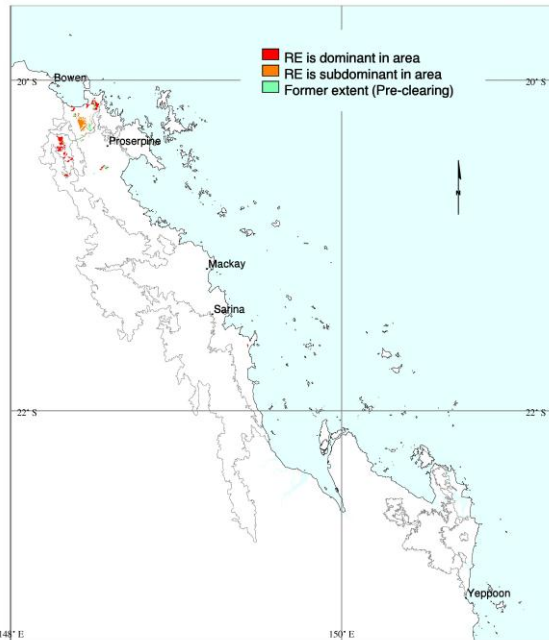 RE is dominant in area
RE is subdominant in area
Former extent (Pre-clearing)
20° S
20° S
Bowen
Proserpine
N
Mackay
Sarina
22° S
22° S
Yeppoon
148° E
150° E